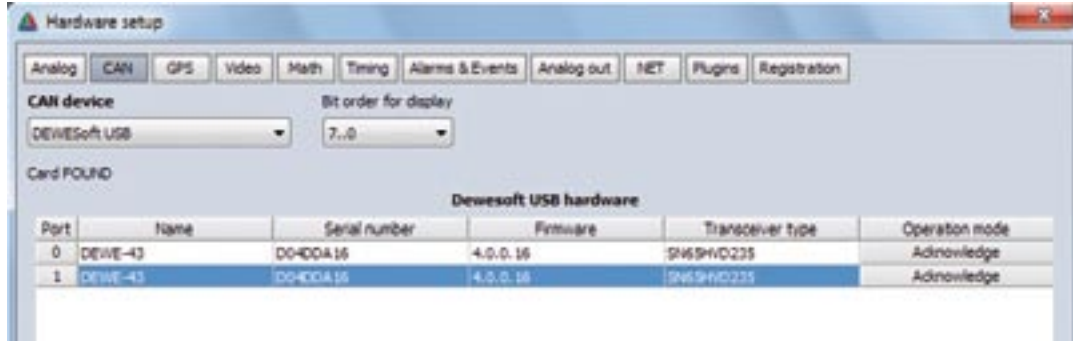 Hardware setup
Analog CAN GPS Video Math Timing Alarms & Events Analog out NET Plugins Registration
CAN device Bit order for display
DEWESoft USB 7..0
Card FOUND
Dewesoft USB hardware
Port Name Serial number Firmware Transceiver type Operation mode
0 DEWE-43 D04DDA16 4.0.0.16 SN65HVD235 Acknowledge
1 DEWE-43 D04DDA16 4.0.0.16 SN65HVD235 Acknowledge